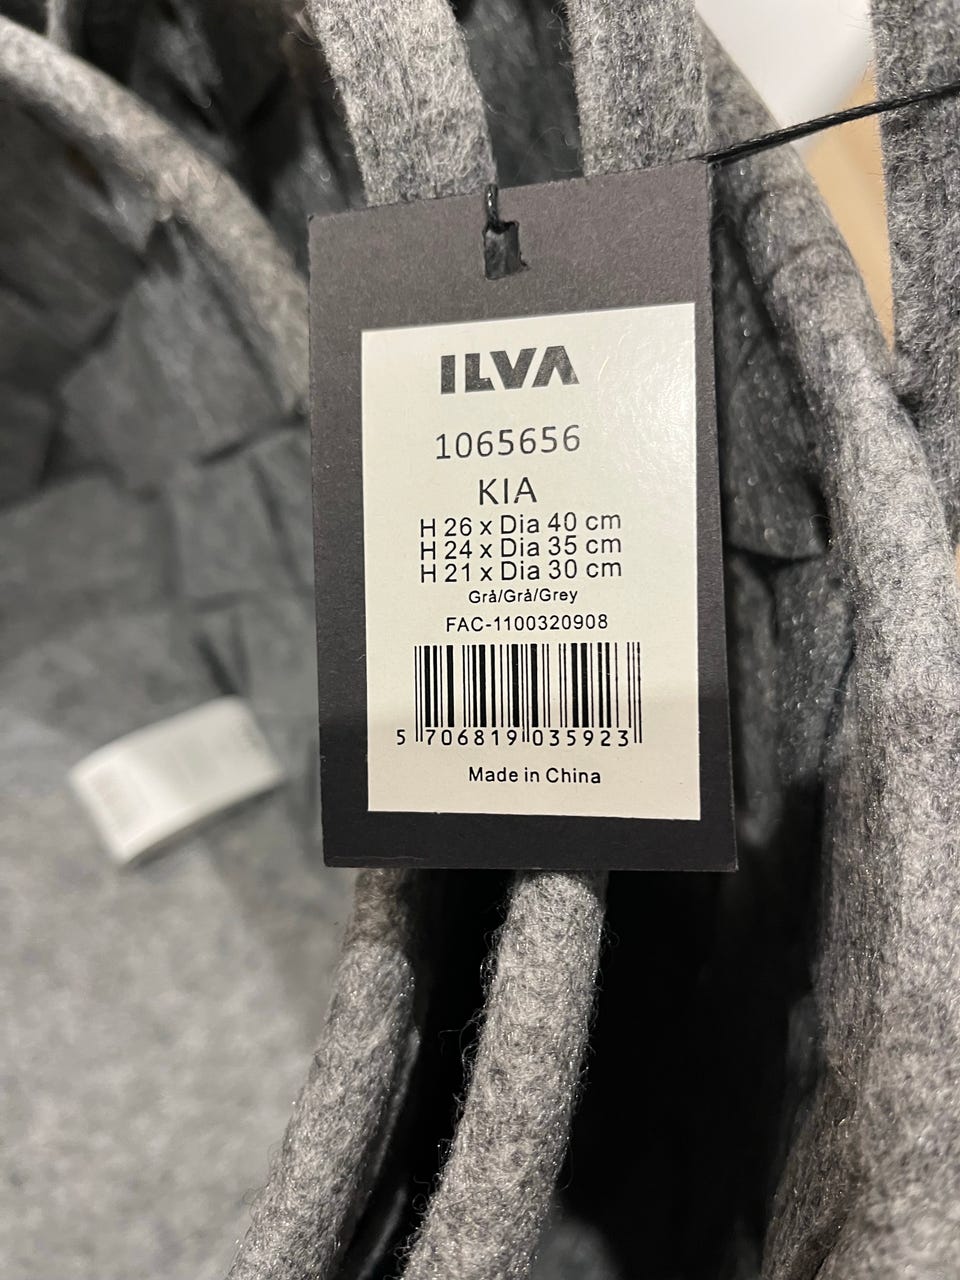 ILVA
1065656
KIA
H 26 x Dia 40 cm
H 24 x Dia 35 cm
H 21 x Dia 30 cm
Grå/Grå/Grey
FAC-1100320908
5 706819 035923
Made in China